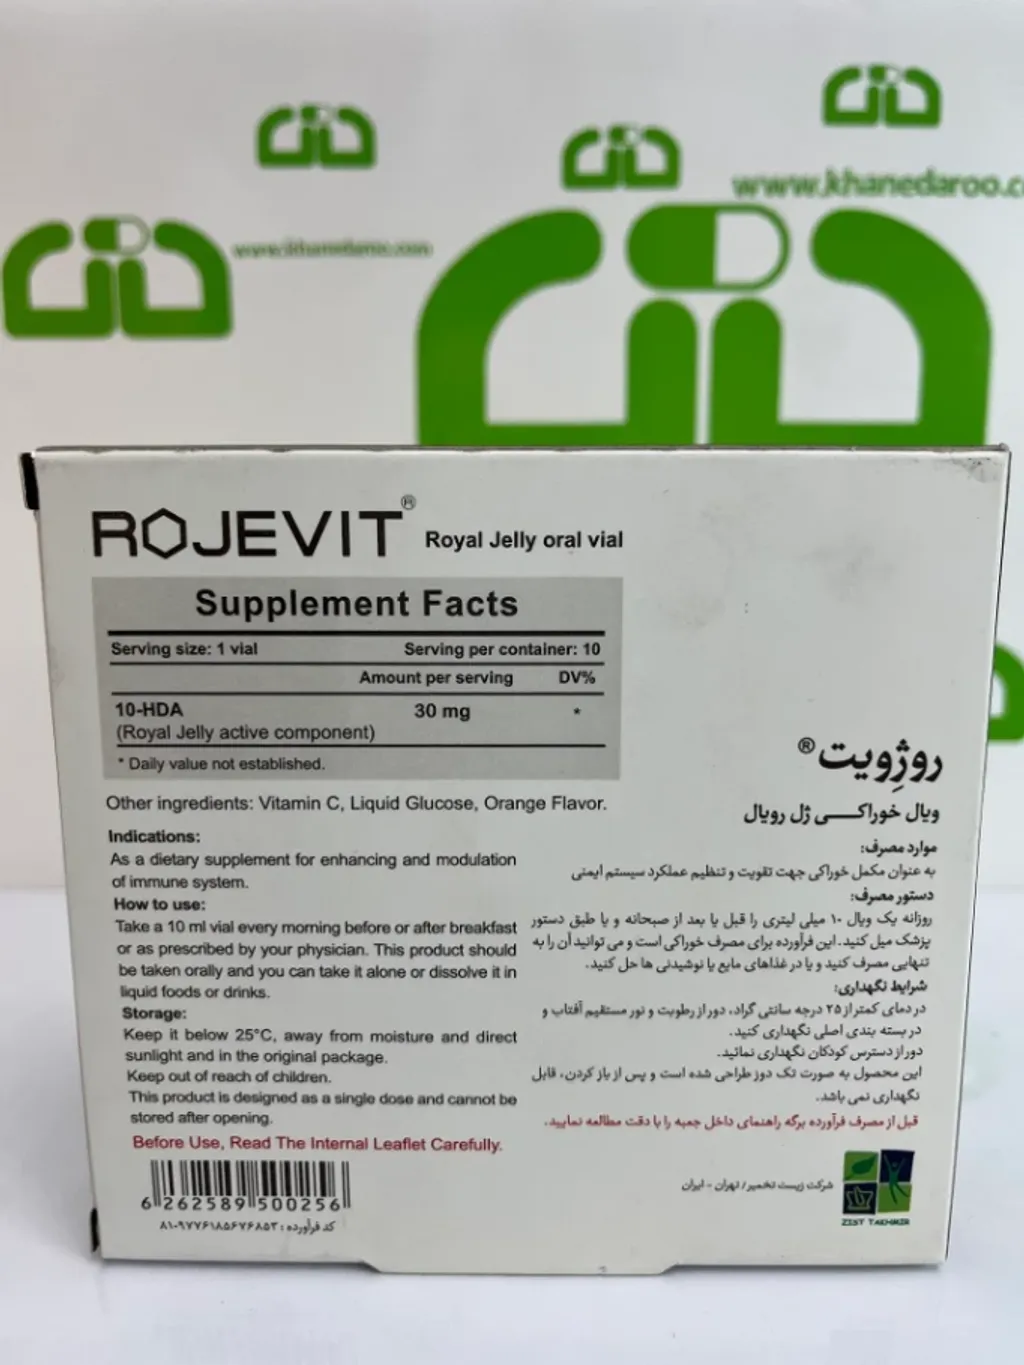 www.khanedaroo.co
www.khanedaroo.com
ROJEVIT® Royal Jelly oral vial
Supplement Facts
Serving size: 1 vial Serving per container: 10
Amount per serving DV%
10-HDA 30 mg *
(Royal Jelly active component)
* Daily value not established.
Other ingredients: Vitamin C, Liquid Glucose, Orange Flavor.
Indications:
As a dietary supplement for enhancing and modulation
of immune system.
How to use:
Take a 10 ml vial every morning before or after breakfast
or as prescribed by your physician. This product should
be taken orally and you can take it alone or dissolve it in
liquid foods or drinks.
Storage:
Keep it below 25°C, away from moisture and direct
sunlight and in the original package.
Keep out of reach of children.
This product is designed as a single dose and cannot be
stored after opening.
Before Use, Read The Internal Leaflet Carefully.
6 262589 500256
کد فرآورده : ۸۱-۹۷۷۶۱۸۵۶۷۶۸۵۳
روژِویت®
ویال خوراکـــی ژل رویال
موارد مصرف:
به عنوان مکمل خوراکی جهت تقویت و تنظیم عملکرد سیستم ایمنی
دستور مصرف:
روزانه یک ویال ۱۰ میلی لیتری را قبل یا بعد از صبحانه و یا طبق دستور
پزشک میل کنید. این فرآورده برای مصرف خوراکی است و می توانید آن را به
تنهایی مصرف کنید و یا در غذاهای مایع یا نوشیدنی ها حل کنید.
شرایط نگهداری:
در دمای کمتر از ۲۵ درجه سانتی گراد، دور از رطوبت و نور مستقیم آفتاب و
در بسته بندی اصلی نگهداری کنید.
دور از دسترس کودکان نگهداری نمائید.
این محصول به صورت تک دوز طراحی شده است و پس از باز کردن، قابل
نگهداری نمی باشد.
قبل از مصرف فرآورده برگه راهنمای داخل جعبه را با دقت مطالعه نمایید.
شرکت زیست تخمیر / تهران - ایران
ZIST TAKHMIR